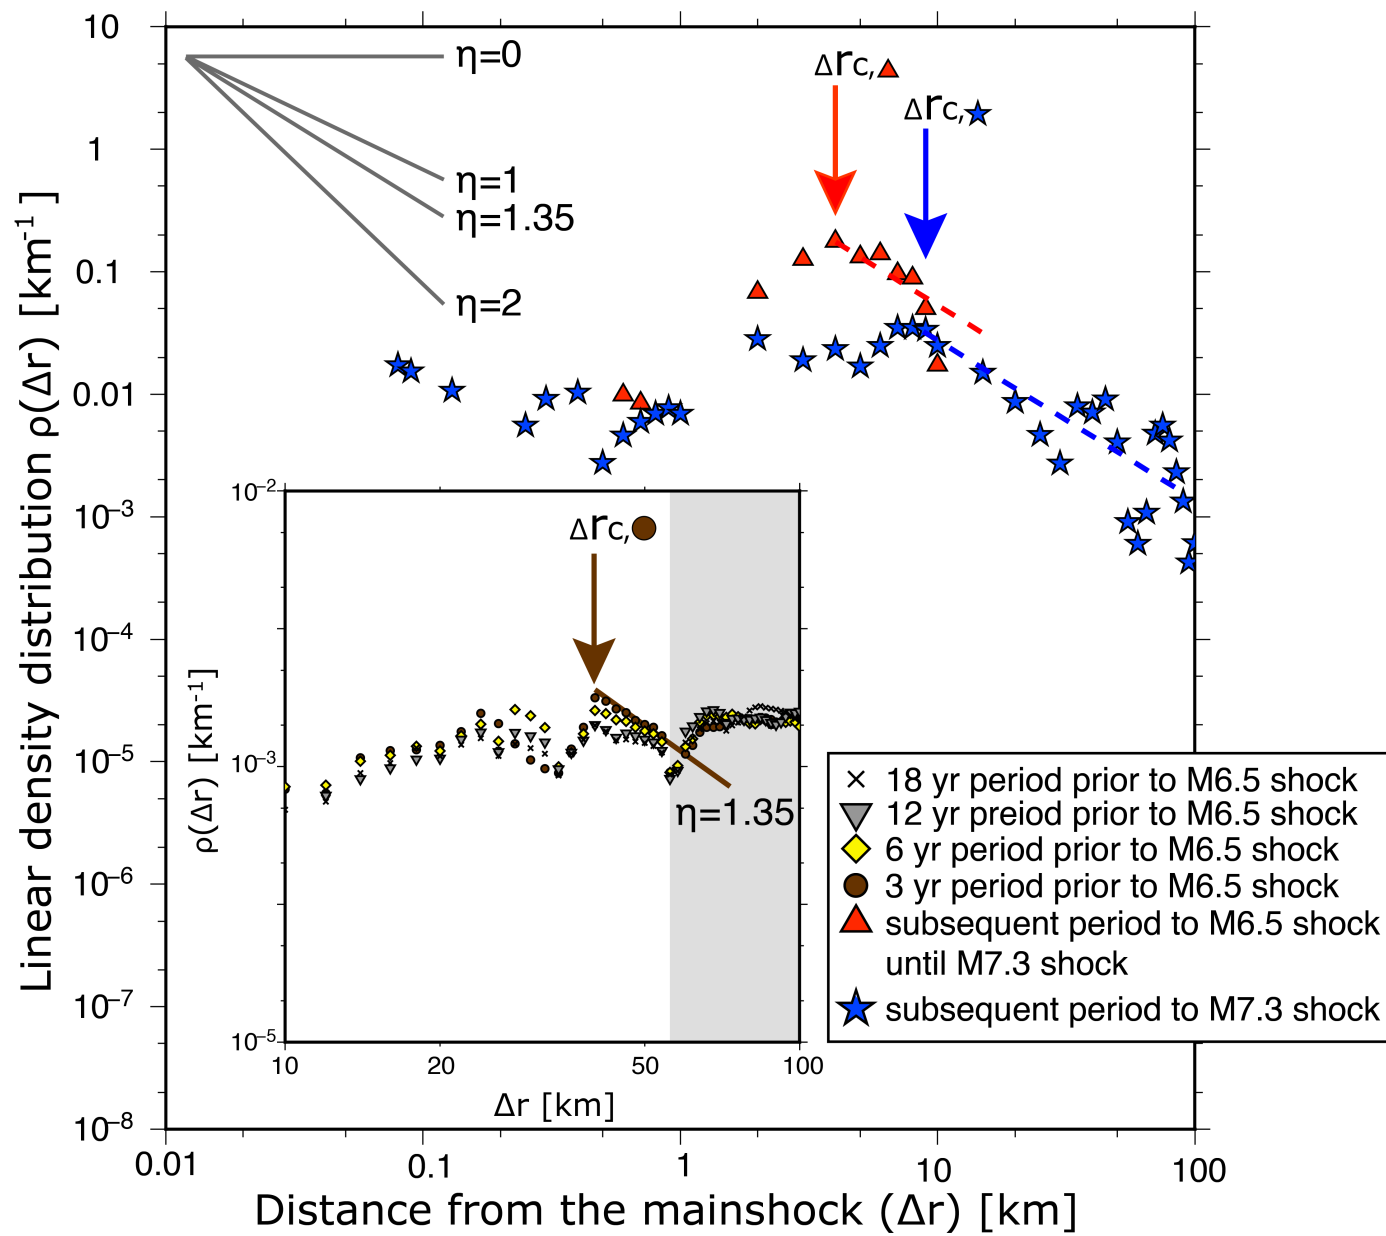 10
1
0.1
0.01
10⁻³
10⁻⁴
10⁻⁵
10⁻⁶
10⁻⁷
10⁻⁸
Linear density distribution ρ(Δr) [km⁻¹ ]
η=0
η=1
η=1.35
η=2
Δrc,
Δrc,
10⁻²
10⁻³
10⁻⁵
ρ(Δr) [km⁻¹]
Δrc,
η=1.35
10
20
50
100
Δr [km]
18 yr period prior to M6.5 shock
12 yr preiod prior to M6.5 shock
6 yr period prior to M6.5 shock
3 yr period prior to M6.5 shock
subsequent period to M6.5 shock
until M7.3 shock
subsequent period to M7.3 shock
0.01
0.1
1
10
100
Distance from the mainshock (Δr) [km]